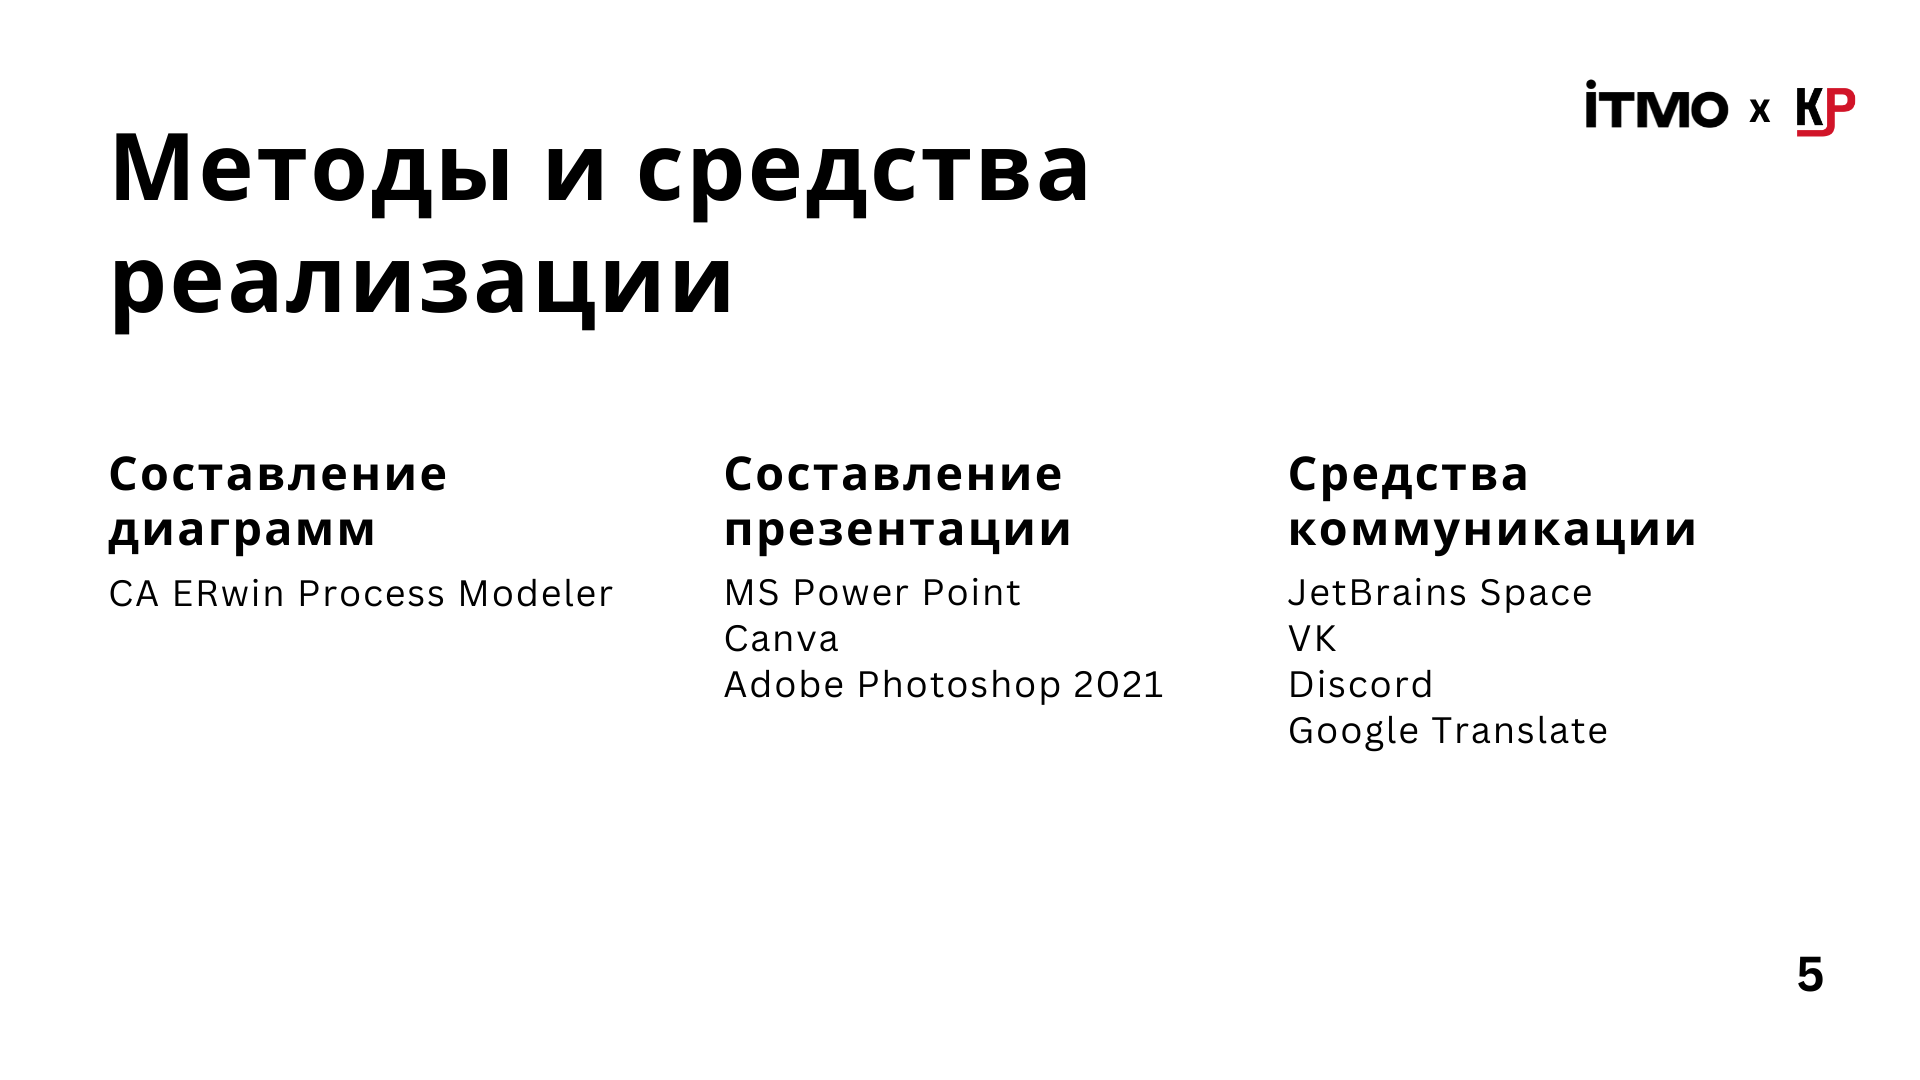 iTMO x KP
Методы и средства
реализации
Составление
диаграмм
CA ERwin Process Modeler
Составление
презентации
MS Power Point
Canva
Adobe Photoshop 2021
Средства
коммуникации
JetBrains Space
VK
Discord
Google Translate
5